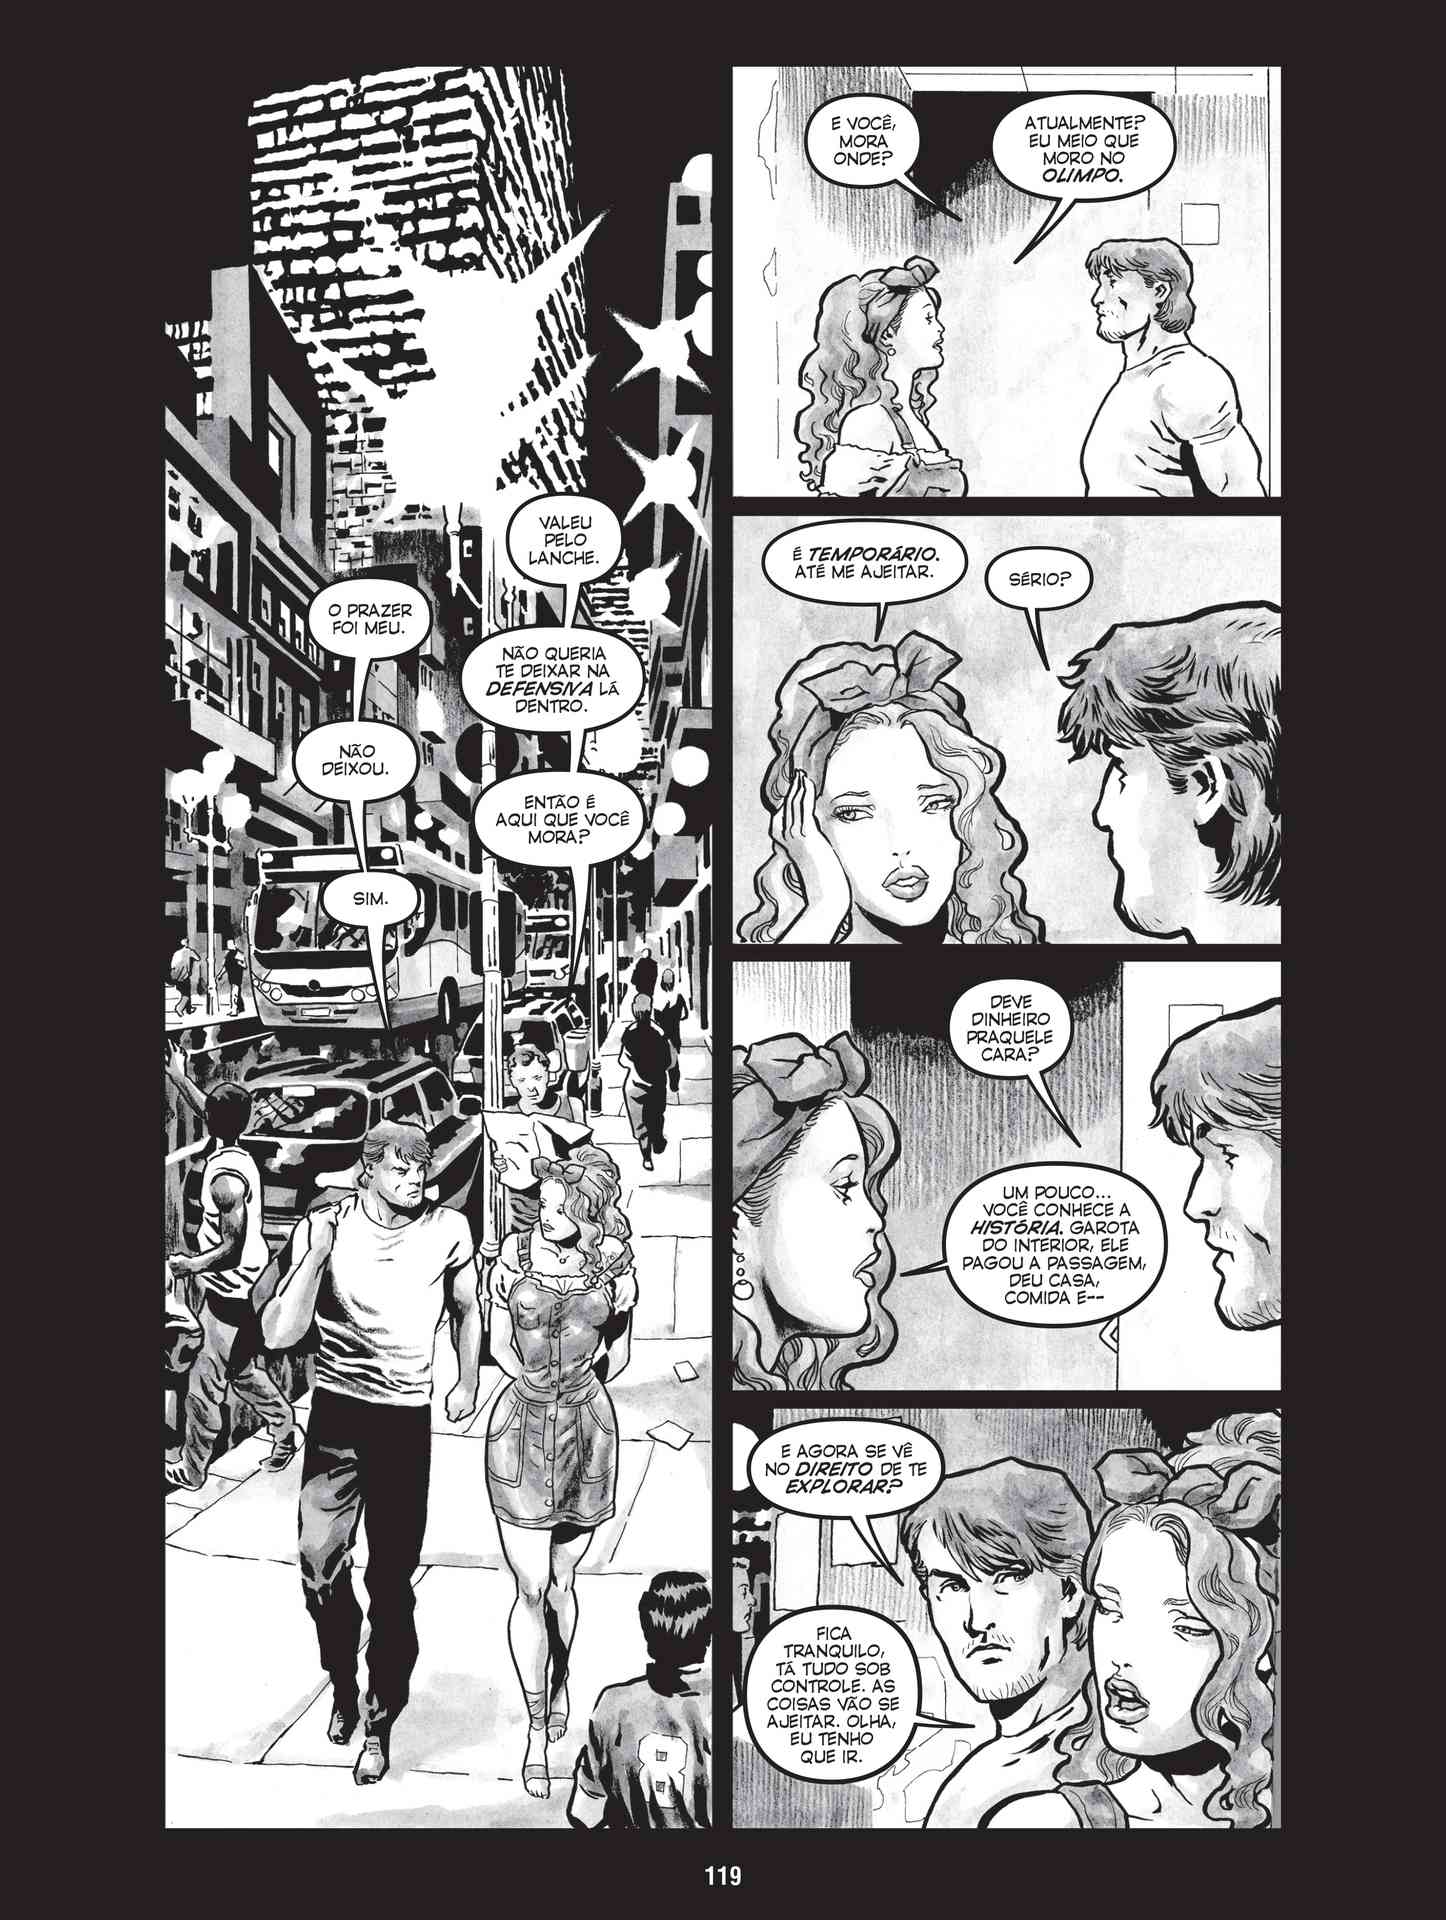 VALEU
PELO
LANCHE.
O PRAZER
FOI MEU.
NÃO QUERIA
TE DEIXAR NA
DEFENSIVA LÁ
DENTRO.
NÃO
DEIXOU.
ENTÃO É
AQUI QUE VOCÊ
MORA?
SIM.
E VOCÊ,
MORA
ONDE?
ATUALMENTE?
EU MEIO QUE
MORO NO
OLIMPO.
É TEMPORÁRIO.
ATÉ ME AJEITAR.
SÉRIO?
DEVE
DINHEIRO
PRAQUELE
CARA?
UM POUCO...
VOCÊ CONHECE A
HISTÓRIA. GAROTA
DO INTERIOR, ELE
PAGOU A PASSAGEM,
DEU CASA,
COMIDA E--
E AGORA SE VÊ
NO DIREITO DE TE
EXPLORAR?
FICA
TRANQUILO,
TÁ TUDO SOB
CONTROLE. AS
COISAS VÃO SE
AJEITAR. OLHA,
EU TENHO
QUE IR.
8
119